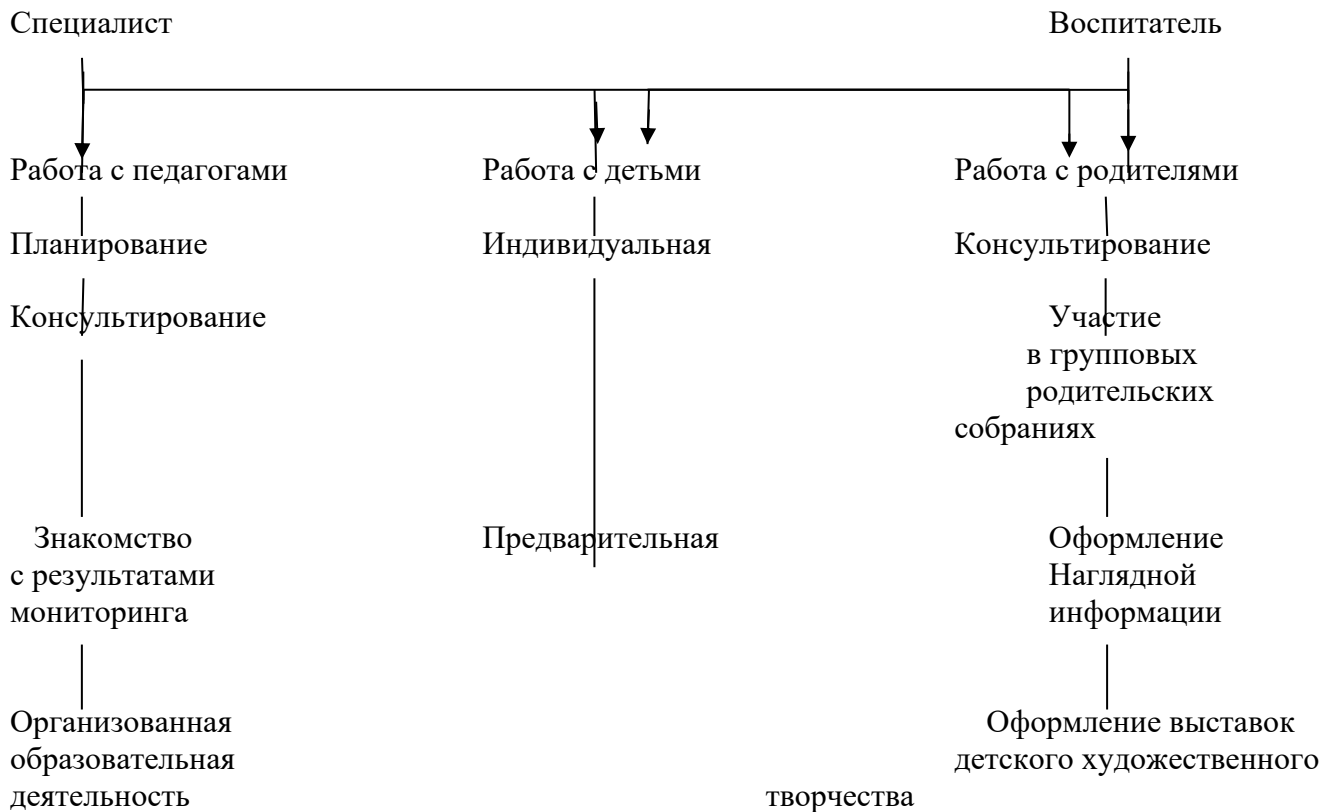 Специалист Воспитатель
Работа с педагогами Работа с детьми Работа с родителями
Планирование Индивидуальная Консультирование
Консультирование Участие
в групповых
родительских
собраниях
Знакомство Предварительная Оформление
с результатами Наглядной
мониторинга информации
Организованная Оформление выставок
образовательная детского художественного
деятельность творчества